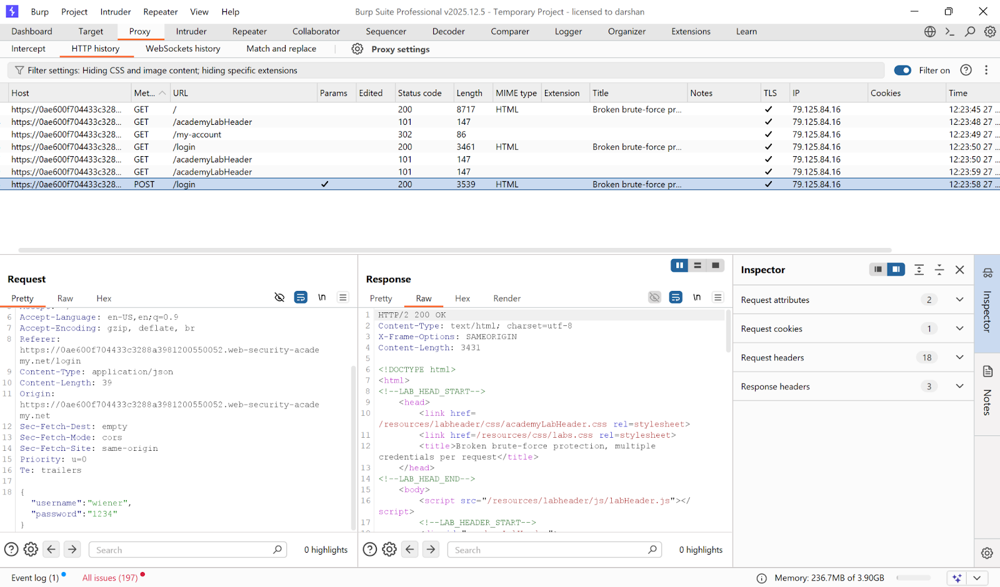 Burp Project Intruder Repeater View Help Burp Suite Professional v2025.12.5 - Temporary Project - licensed to darshan
Dashboard Target Proxy Intruder Repeater Collaborator Sequencer Decoder Comparer Logger Organizer Extensions Learn
Intercept HTTP history WebSockets history Match and replace Proxy settings
Filter settings: Hiding CSS and image content; hiding specific extensions Filter on
Host Met... URL Params Edited Status code Length MIME type Extension Title Notes TLS IP Cookies Time
https://0ae600f704433c328... GET / 200 8717 HTML Broken brute-force pr... ✓ 79.125.84.16 12:23:45 27 ...
https://0ae600f704433c328... GET /academyLabHeader 101 147 ✓ 79.125.84.16 12:23:48 27 ...
https://0ae600f704433c328... GET /my-account 302 86 ✓ 79.125.84.16 12:23:49 27 ...
https://0ae600f704433c328... GET /login 200 3461 HTML Broken brute-force pr... ✓ 79.125.84.16 12:23:50 27 ...
https://0ae600f704433c328... GET /academyLabHeader 101 147 ✓ 79.125.84.16 12:23:50 27 ...
https://0ae600f704433c328... GET /academyLabHeader 101 147 ✓ 79.125.84.16 12:23:59 27 ...
https://0ae600f704433c328... POST /login ✓ 200 3539 HTML Broken brute-force pr... ✓ 79.125.84.16 12:23:58 27 ...
Request
Pretty Raw Hex \n
6 Accept-Language: en-US,en;q=0.9
7 Accept-Encoding: gzip, deflate, br
8 Referer:
https://0ae600f704433c3288a3981200550052.web-security-acade
my.net/login
9 Content-Type: application/json
10 Content-Length: 39
11 Origin:
https://0ae600f704433c3288a3981200550052.web-security-acade
my.net
12 Sec-Fetch-Dest: empty
13 Sec-Fetch-Mode: cors
14 Sec-Fetch-Site: same-origin
15 Priority: u=0
16 Te: trailers
17
18 {
"username":"wiener",
"password":"1234"
}
Search 0 highlights
Response
Pretty Raw Hex Render \n
1 HTTP/2 200 OK
2 Content-Type: text/html; charset=utf-8
3 X-Frame-Options: SAMEORIGIN
4 Content-Length: 3431
5
6 <!DOCTYPE html>
7 <html>
8 <!--LAB_HEAD_START-->
9 <head>
10 <link href=
/resources/labheader/css/academyLabHeader.css rel=stylesheet>
11 <link href=/resources/css/labs.css rel=stylesheet>
12 <title>Broken brute-force protection, multiple
credentials per request</title>
13 </head>
14 <!--LAB_HEAD_END-->
15 <body>
16 <script src="/resources/labheader/js/labHeader.js"></
script>
17 <!--LAB_HEADER_START-->
Search 0 highlights
Inspector
Request attributes 2
Request cookies 1
Request headers 18
Response headers 3
Inspector
Notes
Event log (1) All issues (197) Memory: 236.7MB of 3.90GB